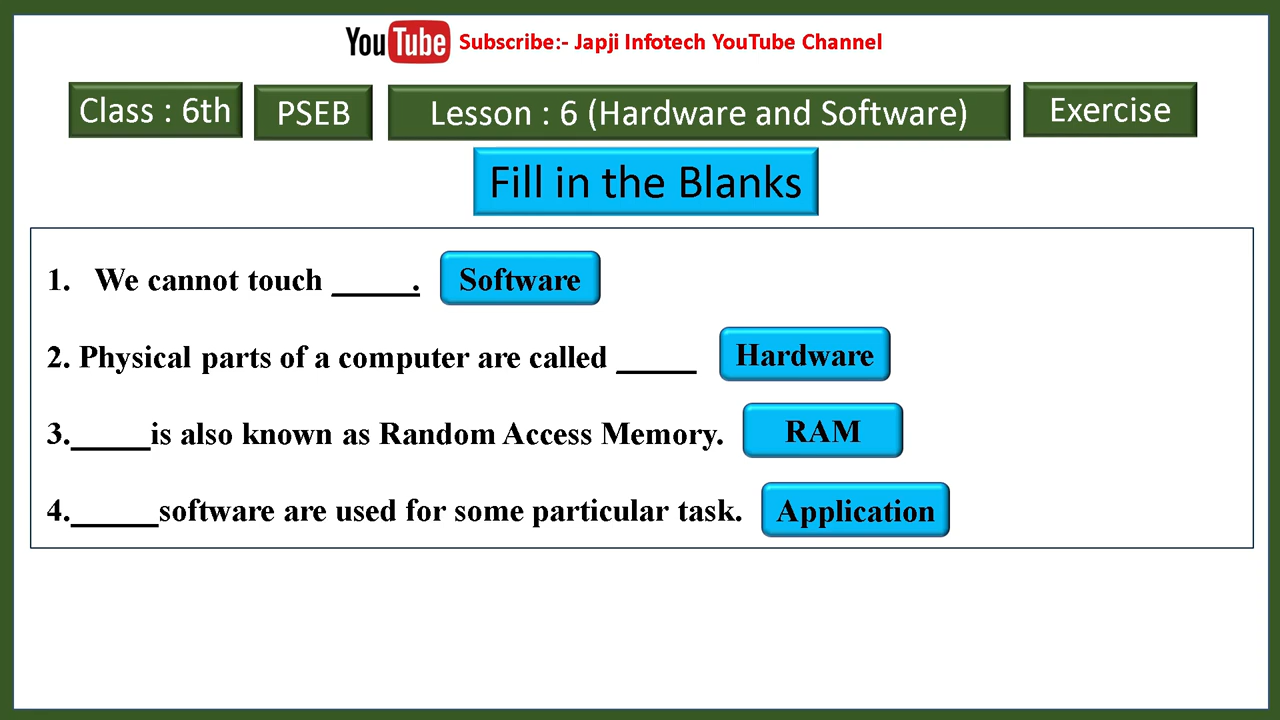 YouTube Subscribe:- Japji Infotech YouTube Channel
Class : 6th PSEB Lesson : 6 (Hardware and Software) Exercise
Fill in the Blanks
1. We cannot touch _____. Software
2. Physical parts of a computer are called _____ Hardware
3._____is also known as Random Access Memory. RAM
4._____software are used for some particular task. Application